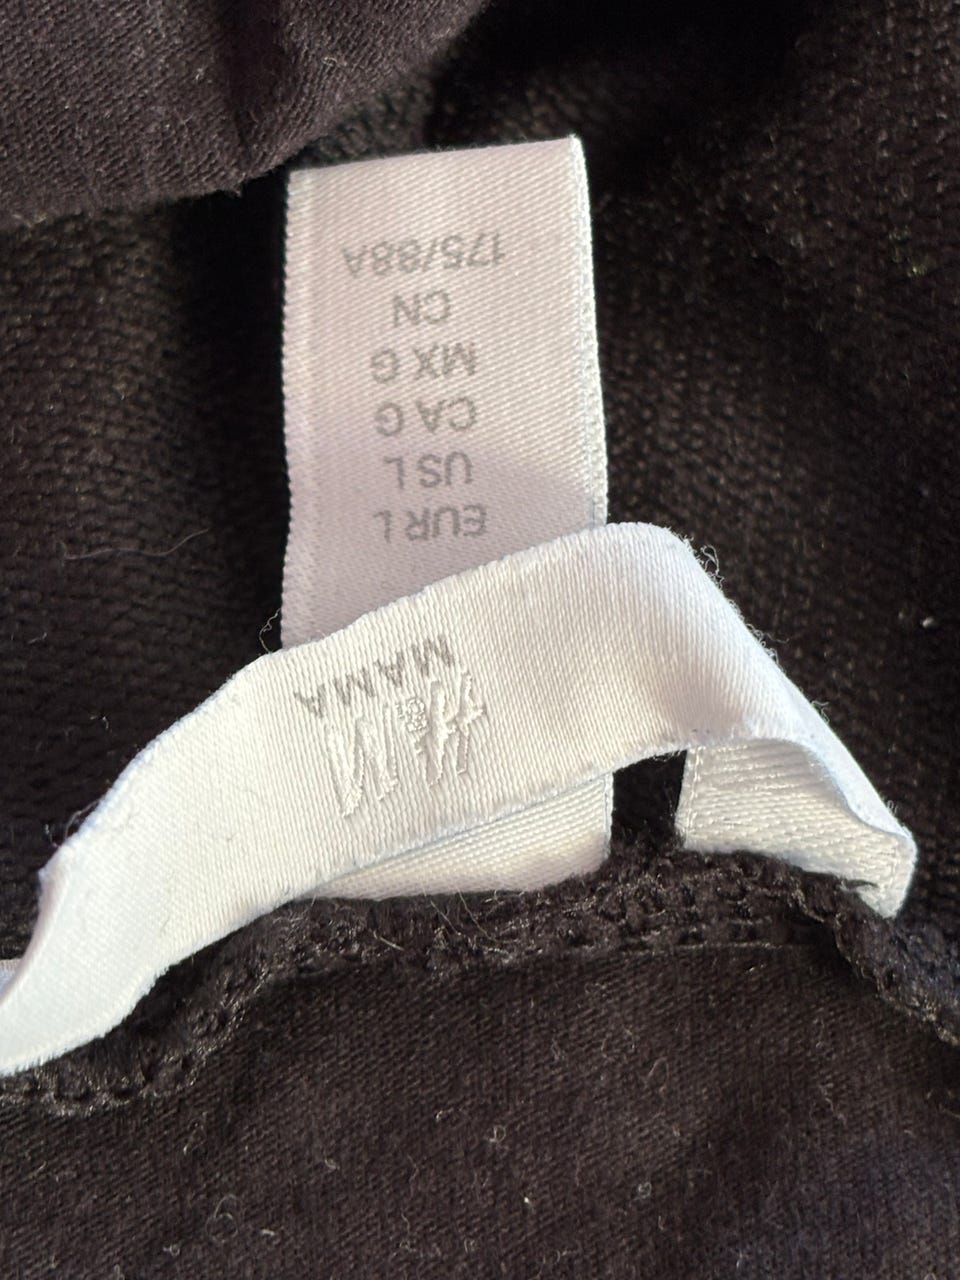 H&M
MAMA
EUR L
US L
CA G
MX G
CN
175/88A